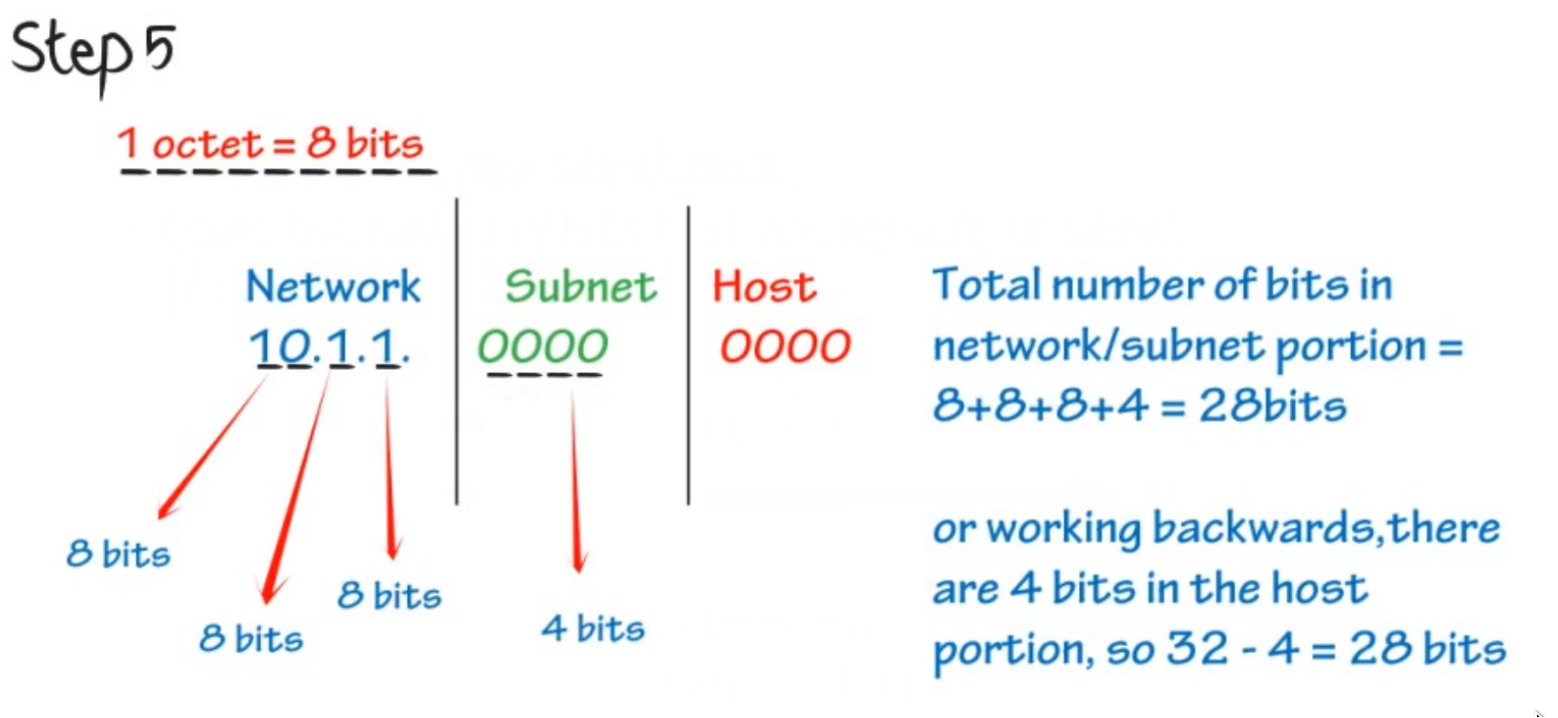 Step 5
1 octet = 8 bits
Network
10.1.1.
Subnet
0000
Host
0000
8 bits
8 bits
8 bits
4 bits
Total number of bits in
network/subnet portion =
8+8+8+4 = 28bits
or working backwards,there
are 4 bits in the host
portion, so 32 - 4 = 28 bits